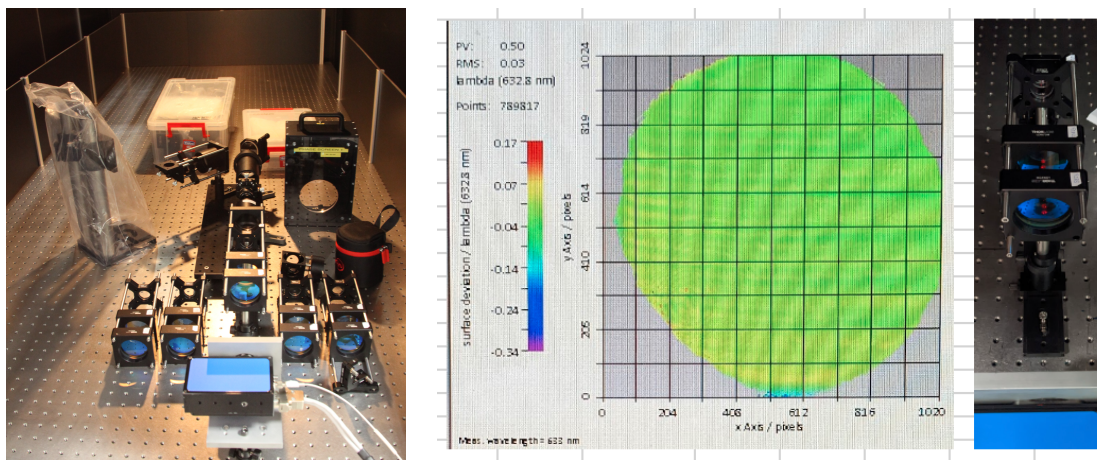 PV: 0.50
RMS: 0.03
lambda (632.8 nm)
Points: 789817
surface deviation / lambda (632.8 nm)
0.17
0.07
-0.04
-0.14
-0.24
-0.34
y Axis / pixels
1024
819
614
410
205
0
0
204
408
612
816
1020
x Axis / pixels
Meas. wavelength = 633 nm